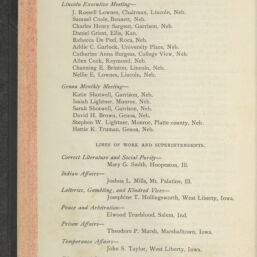 Lincoln Executive Meeting—
J. Russell Lownes, Chairman, Lincoln, Neb.
Samuel Coale, Bennett, Neb.
Charles Henry Sargent, Garrison, Neb.
Daniel Griest, Ellis, Kan.
Rebecca De Peel, Roca, Neb.
Addie C. Garlock, University Place, Neb.
Catharine Anna Burgess, College View, Neb.
Allen Cook, Raymond, Neb.
Channing E. Briston, Lincoln, Neb.
Nellie E. Lownes, Lincoln, Neb.
Genoa Monthly Meeting—
Katie Shotwell, Garrison, Neb.
Isaiah Lightner, Monroe, Neb.
Sarah Shotwell, Garrison, Neb.
David H. Brown, Genoa, Neb.
Stephen W. Lightner, Monroe, Platte county, Neb.
Hattie K. Truman, Genoa, Neb.
LINES OF WORK AND SUPERINTENDENTS.
Correct Literature and Social Purity—
Mary G. Smith, Hoopeston, Ill.
Indian Affairs—
Joshua L. Mills, Mt. Palatine, Ill.
Lotteries, Gambling, and Kindred Vices—
Josephine T. Hollingsworth, West Liberty, Iowa.
Peace and Arbitration—
Elwood Trueblood, Salem, Ind.
Prison Affairs—
Theodore P. Marsh, Marshalltown, Iowa.
Temperance Affairs—
John S. Taylor, West Liberty, Iowa.